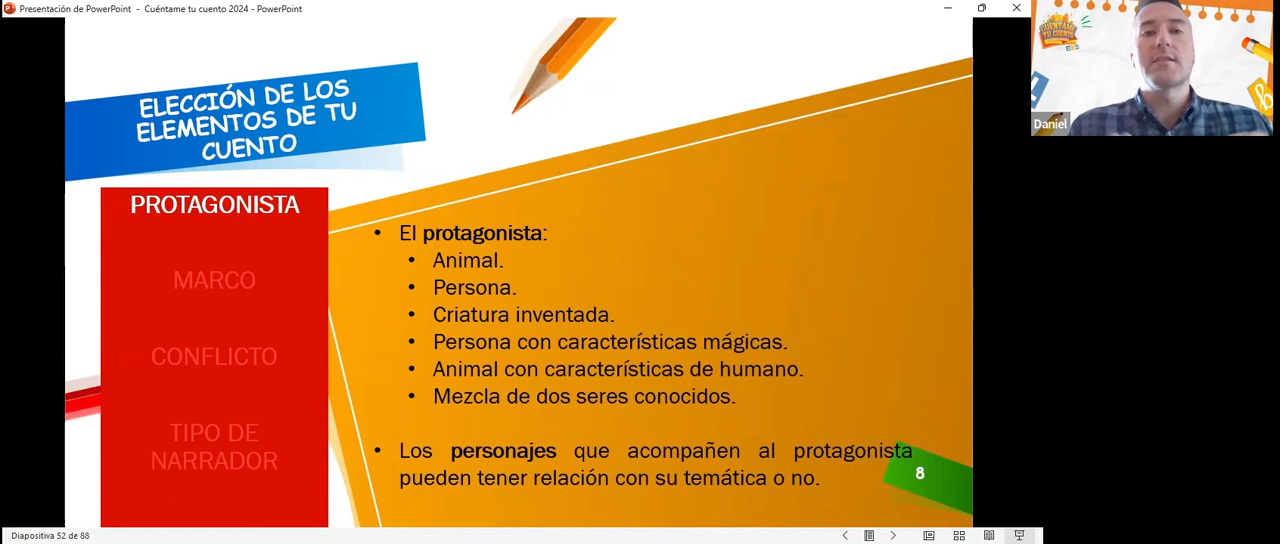 Presentación de PowerPoint - Cuéntame tu cuento 2024 - PowerPoint
CUÉNTAME
TU CUENTO
Daniel
ELECCIÓN DE LOS
ELEMENTOS DE TU
CUENTO
PROTAGONISTA
MARCO
CONFLICTO
TIPO DE
NARRADOR
• El protagonista:
• Animal.
• Persona.
• Criatura inventada.
• Persona con características mágicas.
• Animal con características de humano.
• Mezcla de dos seres conocidos.
• Los personajes que acompañen al protagonista
pueden tener relación con su temática o no.
8
Diapositiva 52 de 88